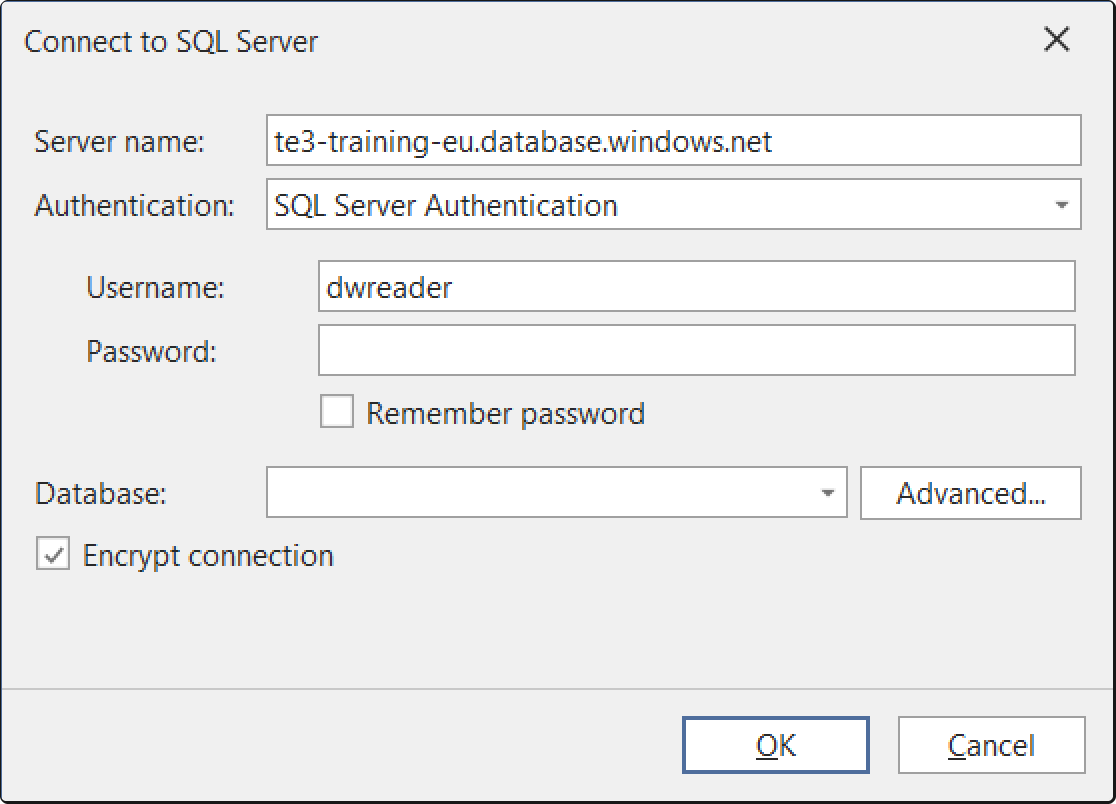 Connect to SQL Server
Server name: te3-training-eu.database.windows.net
Authentication: SQL Server Authentication
Username: dwreader
Password:
Remember password
Database: Advanced...
Encrypt connection
OK Cancel